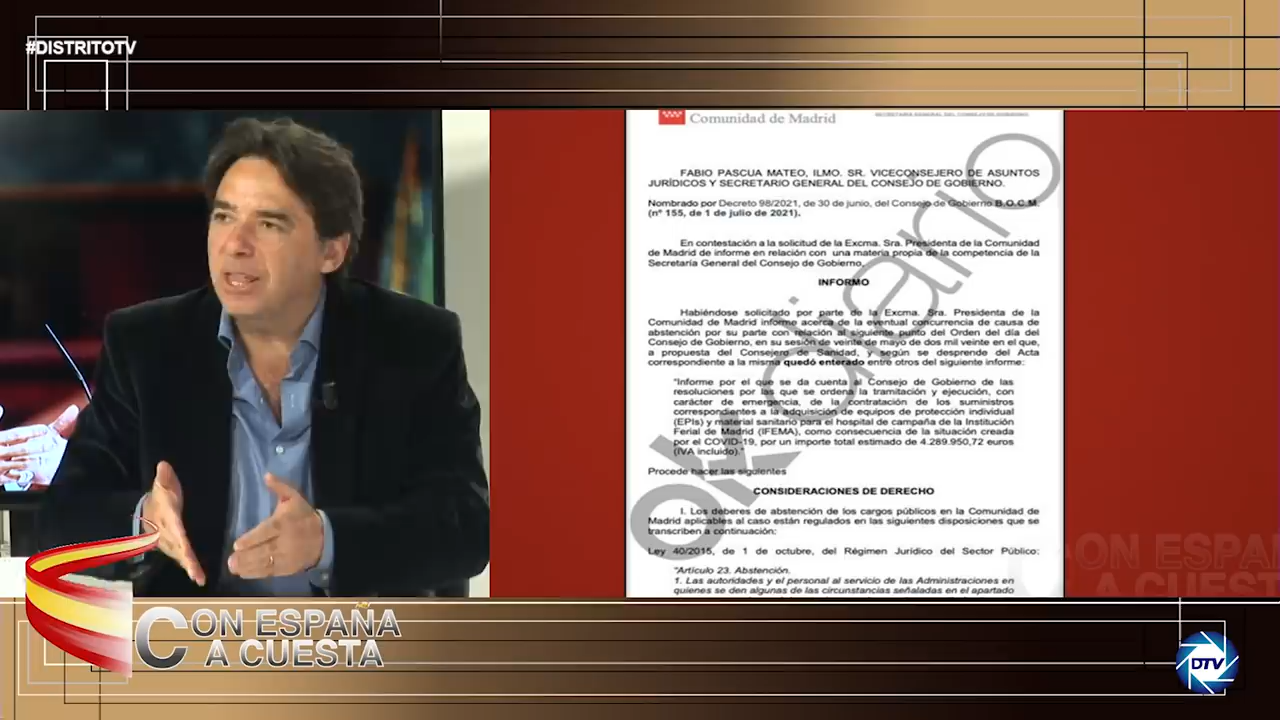 #DISTRITOTV
Comunidad de Madrid
SECRETARÍA GENERAL DEL CONSEJO DE GOBIERNO
FABIO PASCUA MATEO, ILMO. SR. VICECONSEJERO DE ASUNTOS
JURÍDICOS Y SECRETARIO GENERAL DEL CONSEJO DE GOBIERNO.
Nombrado por Decreto 98/2021, de 30 de junio, del Consejo de Gobierno B.O.C.M.
(nº 155, de 1 de julio de 2021).
En contestación a la solicitud de la Excma. Sra. Presidenta de la Comunidad
de Madrid de informe en relación con una materia propia de la competencia de la
Secretaría General del Consejo de Gobierno,
INFORMO
Habiéndose solicitado por parte de la Excma. Sra. Presidenta de la
Comunidad de Madrid informe acerca de la eventual concurrencia de causa de
abstención por su parte con relación al siguiente punto del Orden del día del
Consejo de Gobierno, en su sesión de veinte de mayo de dos mil veinte en el que,
a propuesta del Consejero de Sanidad, y según se desprende del Acta
correspondiente a la misma quedó enterado entre otros del siguiente informe:
"Informe por el que se da cuenta al Consejo de Gobierno de las
resoluciones por las que se ordena la tramitación y ejecución, con
carácter de emergencia, de la contratación de los suministros
correspondientes a la adquisición de equipos de protección individual
(EPIs) y material sanitario para el hospital de campaña de la Institución
Ferial de Madrid (IFEMA), como consecuencia de la situación creada
por el COVID-19, por un importe total estimado de 4.289.950,72 euros
(IVA incluido)."
Procede hacer las siguientes
CONSIDERACIONES DE DERECHO
I. Los deberes de abstención de los cargos públicos en la Comunidad de
Madrid aplicables al caso están regulados en las siguientes disposiciones que se
transcriben a continuación:
Ley 40/2015, de 1 de octubre, del Régimen Jurídico del Sector Público:
"Artículo 23. Abstención.
1. Las autoridades y el personal al servicio de las Administraciones en
quienes se den algunas de las circunstancias señaladas en el apartado
okdiario
CON ESPAÑA
A CUESTA
CON ESPAÑA
A CUESTA
DTV